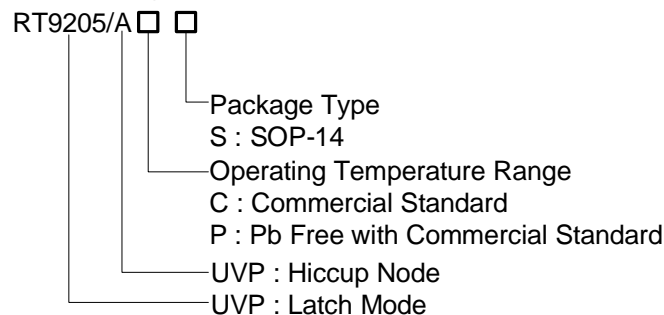 RT9205/A
Package Type
S : SOP-14
Operating Temperature Range
C : Commercial Standard
P : Pb Free with Commercial Standard
UVP : Hiccup Node
UVP : Latch Mode